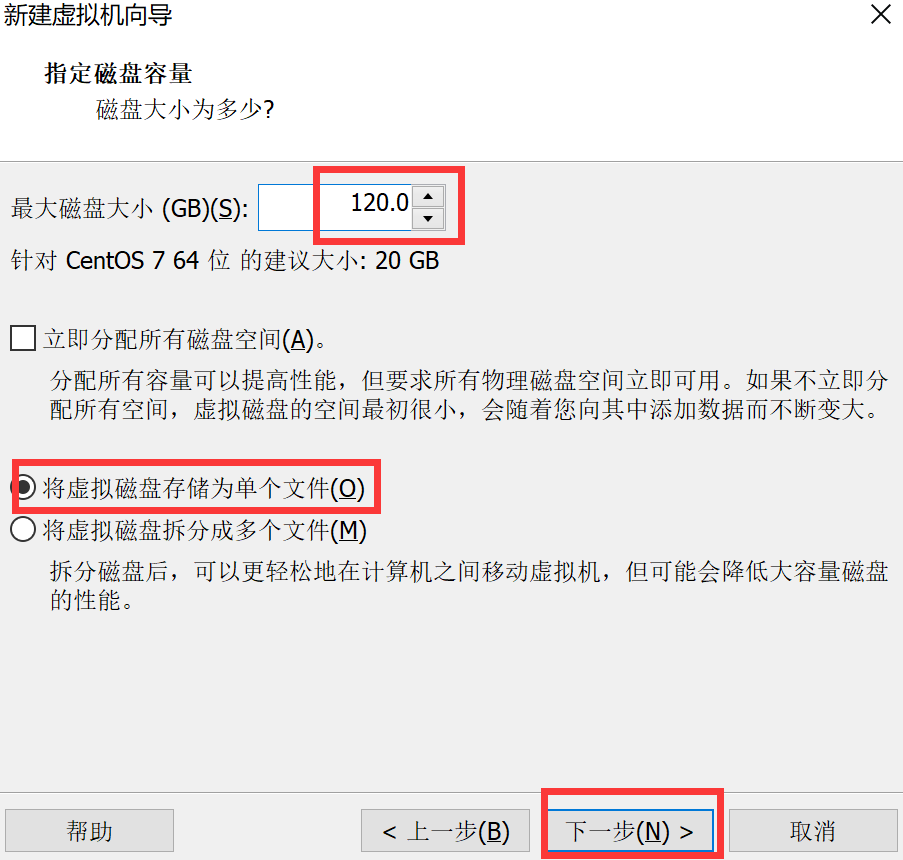 新建虚拟机向导
指定磁盘容量
磁盘大小为多少?
最大磁盘大小 (GB)(S): 120.0
针对 CentOS 7 64 位 的建议大小: 20 GB
立即分配所有磁盘空间(A)。
分配所有容量可以提高性能，但要求所有物理磁盘空间立即可用。如果不立即分
配所有空间，虚拟磁盘的空间最初很小，会随着您向其中添加数据而不断变大。
将虚拟磁盘存储为单个文件(O)
将虚拟磁盘拆分成多个文件(M)
拆分磁盘后，可以更轻松地在计算机之间移动虚拟机，但可能会降低大容量磁盘
的性能。
帮助 < 上一步(B) 下一步(N) > 取消